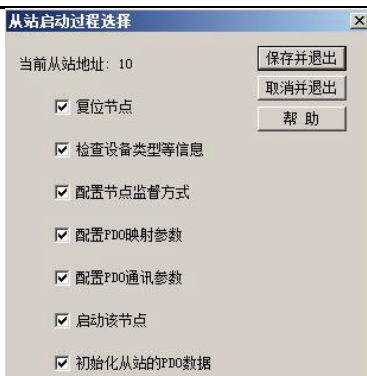 从站启动过程选择
当前从站地址: 10
保存并退出
取消并退出
帮 助
复位节点
检查设备类型等信息
配置节点监督方式
配置PDO映射参数
配置PDO通讯参数
启动该节点
初始化从站的PDO数据